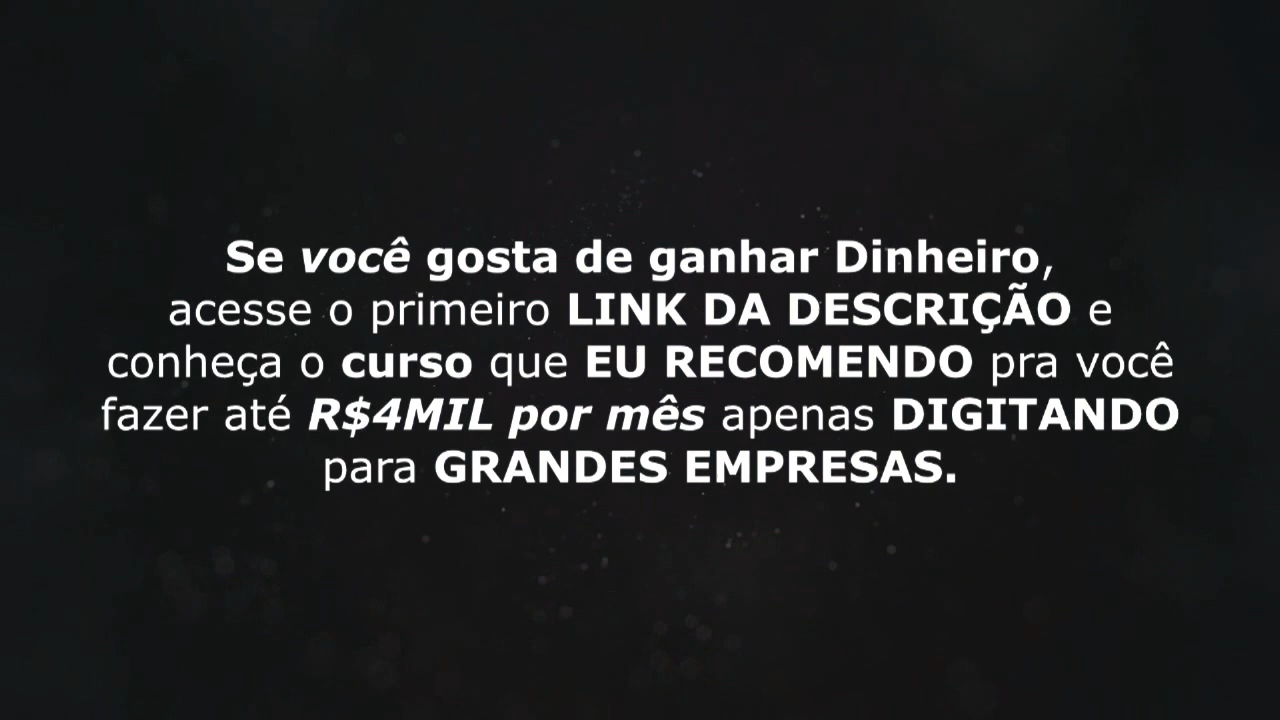 Se você gosta de ganhar Dinheiro,
acesse o primeiro LINK DA DESCRIÇÃO e
conheça o curso que EU RECOMENDO pra você
fazer até R$4MIL por mês apenas DIGITANDO
para GRANDES EMPRESAS.